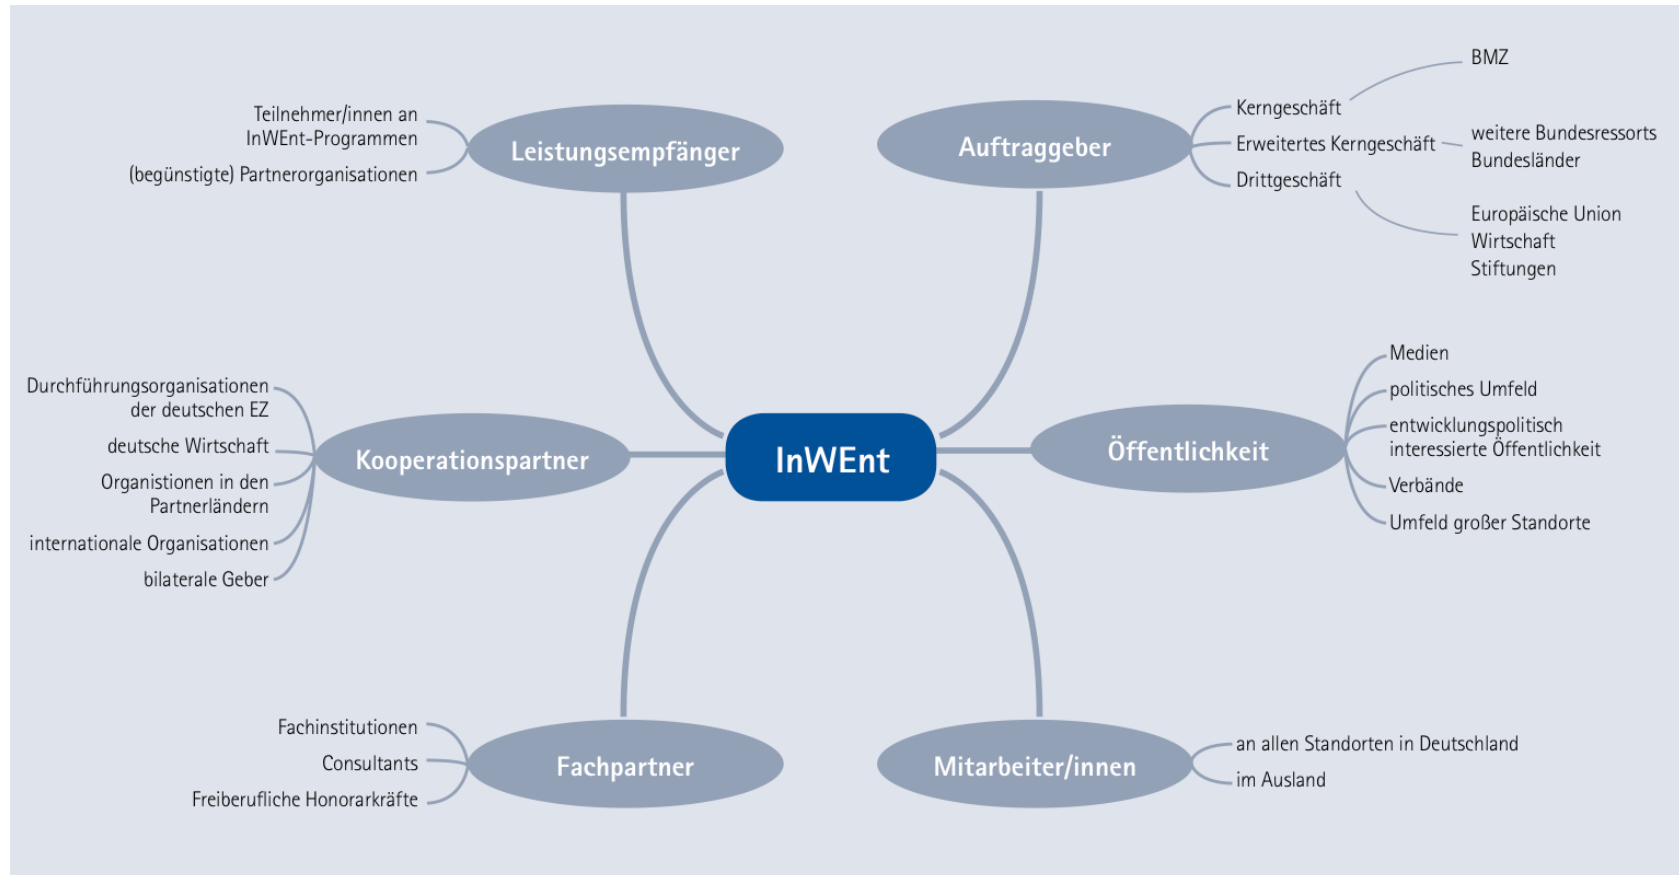 Teilnehmer/innen an
InWEnt-Programmen
(begünstigte) Partnerorganisationen
Leistungsempfänger
Auftraggeber
Kerngeschäft
Erweitertes Kerngeschäft
Drittgeschäft
BMZ
weitere Bundesressorts
Bundesländer
Europäische Union
Wirtschaft
Stiftungen
Durchführungsorganisationen
der deutschen EZ
deutsche Wirtschaft
Organistionen in den
Partnerländern
internationale Organisationen
bilaterale Geber
Kooperationspartner
InWEnt
Öffentlichkeit
Medien
politisches Umfeld
entwicklungspolitisch
interessierte Öffentlichkeit
Verbände
Umfeld großer Standorte
Fachinstitutionen
Consultants
Freiberufliche Honorarkräfte
Fachpartner
Mitarbeiter/innen
an allen Standorten in Deutschland
im Ausland